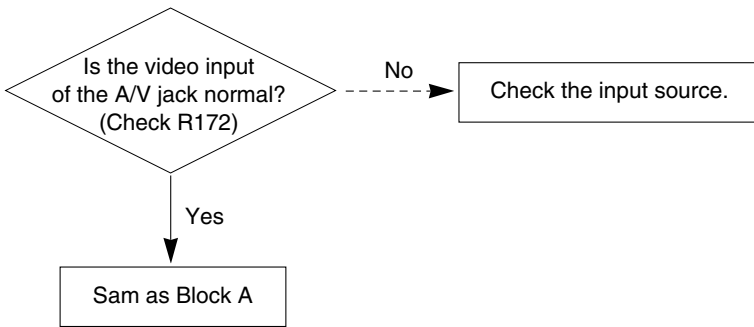 Is the video input
of the A/V jack normal?
(Check R172)
No
Check the input source.
Yes
Sam as Block A